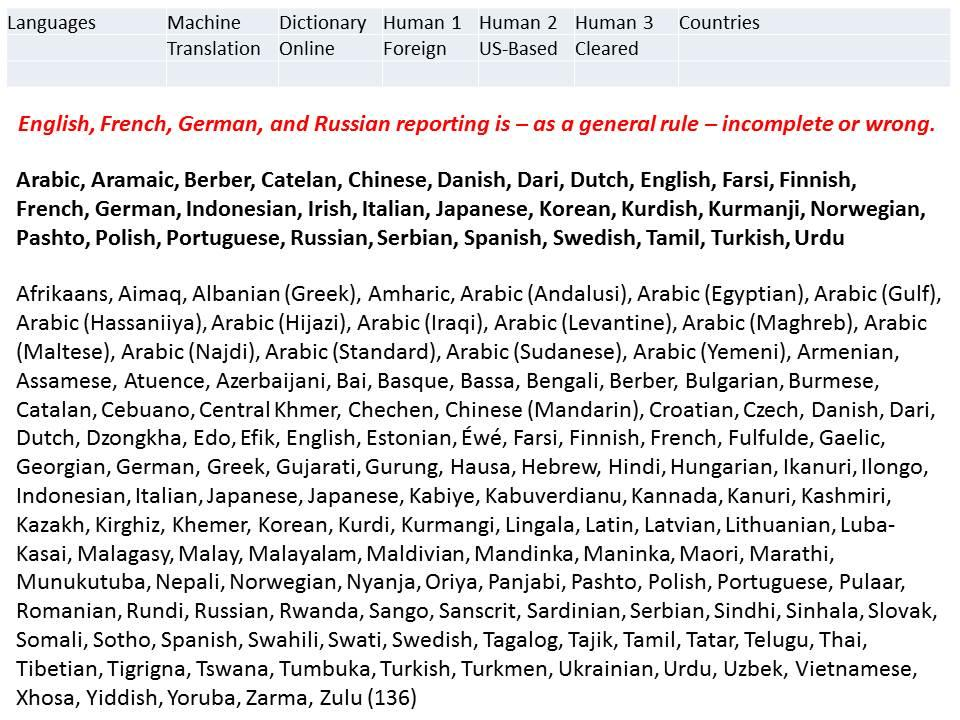 Languages Machine Dictionary Human 1 Human 2 Human 3 Countries
Translation Online Foreign US-Based Cleared
English, French, German, and Russian reporting is – as a general rule – incomplete or wrong.
Arabic, Aramaic, Berber, Catelan, Chinese, Danish, Dari, Dutch, English, Farsi, Finnish,
French, German, Indonesian, Irish, Italian, Japanese, Korean, Kurdish, Kurmanji, Norwegian,
Pashto, Polish, Portuguese, Russian, Serbian, Spanish, Swedish, Tamil, Turkish, Urdu
Afrikaans, Aimaq, Albanian (Greek), Amharic, Arabic (Andalusi), Arabic (Egyptian), Arabic (Gulf),
Arabic (Hassaniiya), Arabic (Hijazi), Arabic (Iraqi), Arabic (Levantine), Arabic (Maghreb), Arabic
(Maltese), Arabic (Najdi), Arabic (Standard), Arabic (Sudanese), Arabic (Yemeni), Armenian,
Assamese, Atuence, Azerbaijani, Bai, Basque, Bassa, Bengali, Berber, Bulgarian, Burmese,
Catalan, Cebuano, Central Khmer, Chechen, Chinese (Mandarin), Croatian, Czech, Danish, Dari,
Dutch, Dzongkha, Edo, Efik, English, Estonian, Éwé, Farsi, Finnish, French, Fulfulde, Gaelic,
Georgian, German, Greek, Gujarati, Gurung, Hausa, Hebrew, Hindi, Hungarian, Ikanuri, Ilongo,
Indonesian, Italian, Japanese, Japanese, Kabiye, Kabuverdianu, Kannada, Kanuri, Kashmiri,
Kazakh, Kirghiz, Khemer, Korean, Kurdi, Kurmangi, Lingala, Latin, Latvian, Lithuanian, Luba-
Kasai, Malagasy, Malay, Malayalam, Maldivian, Mandinka, Maninka, Maori, Marathi,
Munukutuba, Nepali, Norwegian, Nyanja, Oriya, Panjabi, Pashto, Polish, Portuguese, Pulaar,
Romanian, Rundi, Russian, Rwanda, Sango, Sanscrit, Sardinian, Serbian, Sindhi, Sinhala, Slovak,
Somali, Sotho, Spanish, Swahili, Swati, Swedish, Tagalog, Tajik, Tamil, Tatar, Telugu, Thai,
Tibetian, Tigrigna, Tswana, Tumbuka, Turkish, Turkmen, Ukrainian, Urdu, Uzbek, Vietnamese,
Xhosa, Yiddish, Yoruba, Zarma, Zulu (136)